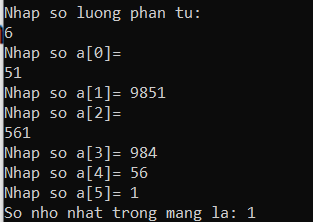 Nhap so luong phan tu:
6
Nhap so a[0]=
51
Nhap so a[1]= 9851
Nhap so a[2]=
561
Nhap so a[3]= 984
Nhap so a[4]= 56
Nhap so a[5]= 1
So nho nhat trong mang la: 1